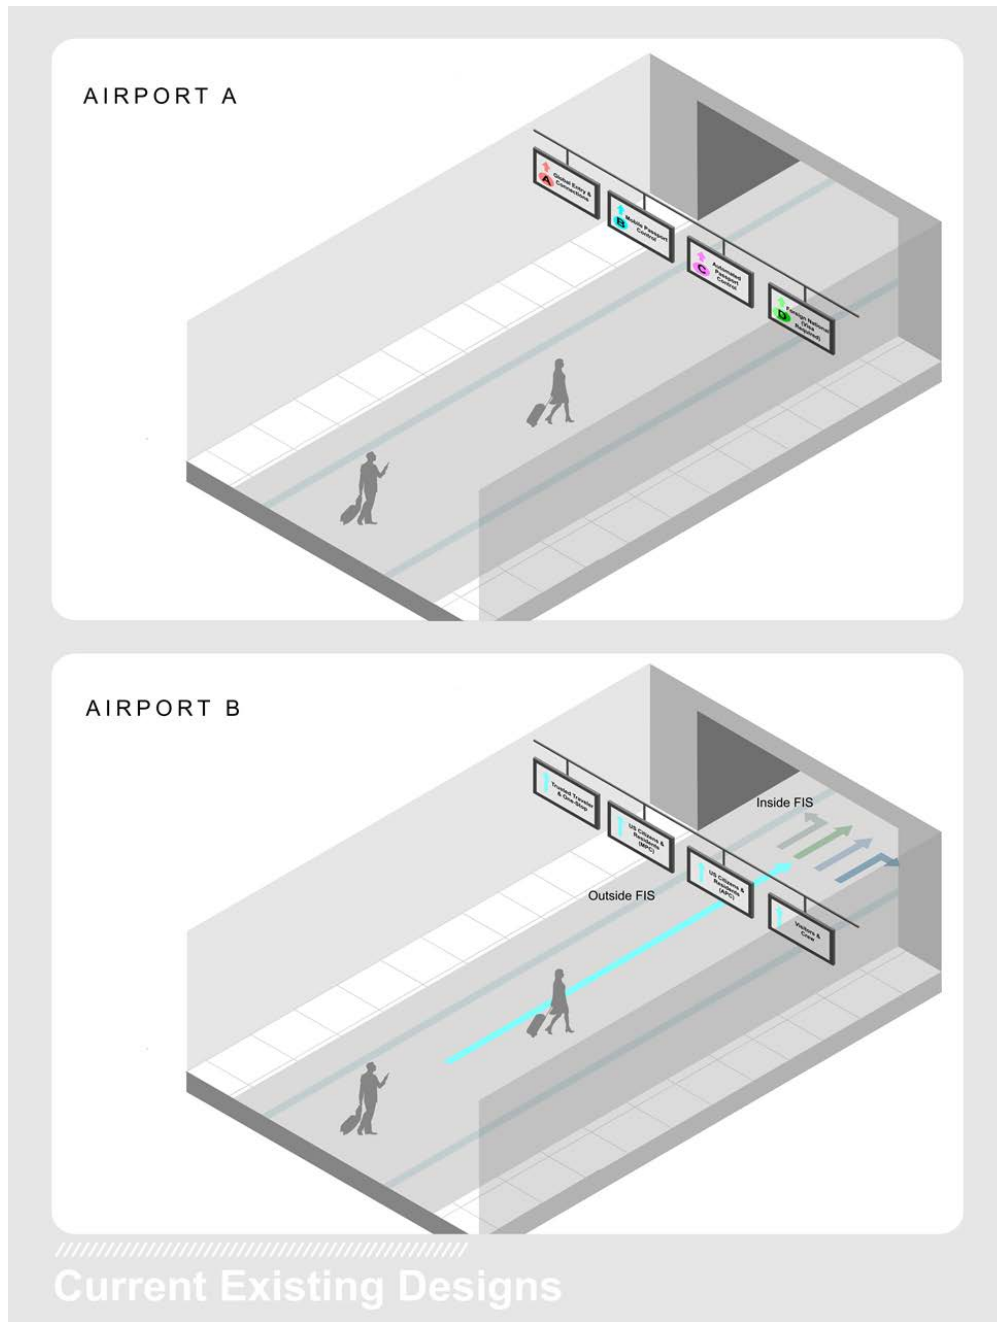 AIRPORT A
A
Global Entry &
Connections
B
Mobile Passport
Control
C
Automated
Passport
Control
D
Foreign National
(Visa
Required)
AIRPORT B
Trusted Traveler
& One-Stop
US Citizens &
Residents
(MPC)
US Citizens &
Residents
(APC)
Visitors &
Crew
Inside FIS
Outside FIS
Current Existing Designs